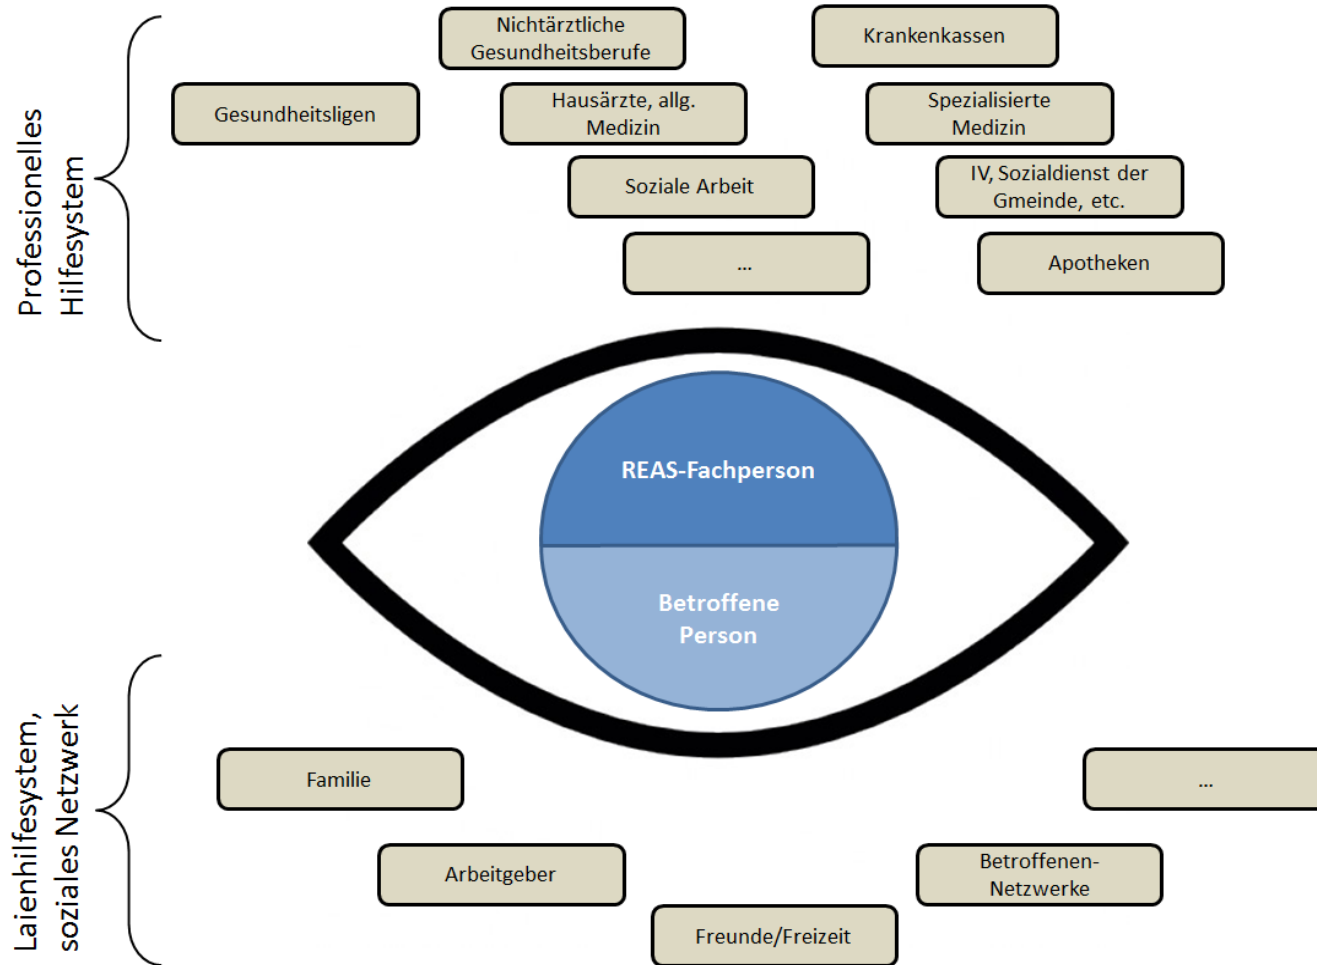 Professionelles
Hilfesystem
Nichtärztliche
Gesundheitsberufe
Krankenkassen
Gesundheitsligen
Hausärzte, allg.
Medizin
Spezialisierte
Medizin
Soziale Arbeit
IV, Sozialdienst der
Gmeinde, etc.
...
Apotheken
REAS-Fachperson
Betroffene
Person
Laienhilfesystem,
soziales Netzwerk
Familie
...
Arbeitgeber
Betroffenen-
Netzwerke
Freunde/Freizeit